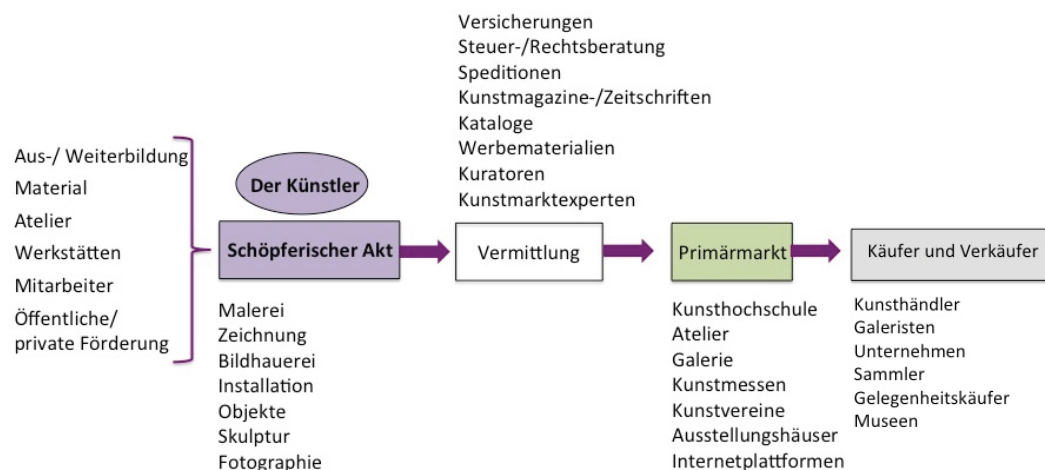 Aus-/ Weiterbildung
Material
Atelier
Werkstätten
Mitarbeiter
Öffentliche/
private Förderung
Der Künstler
Schöpferischer Akt
Malerei
Zeichnung
Bildhauerei
Installation
Objekte
Skulptur
Fotographie
Versicherungen
Steuer-/Rechtsberatung
Speditionen
Kunstmagazine-/Zeitschriften
Kataloge
Werbematerialien
Kuratoren
Kunstmarktexperten
Vermittlung
Primärmarkt
Kunsthochschule
Atelier
Galerie
Kunstmessen
Kunstvereine
Ausstellungshäuser
Internetplattformen
Käufer und Verkäufer
Kunsthändler
Galeristen
Unternehmen
Sammler
Gelegenheitskäufer
Museen